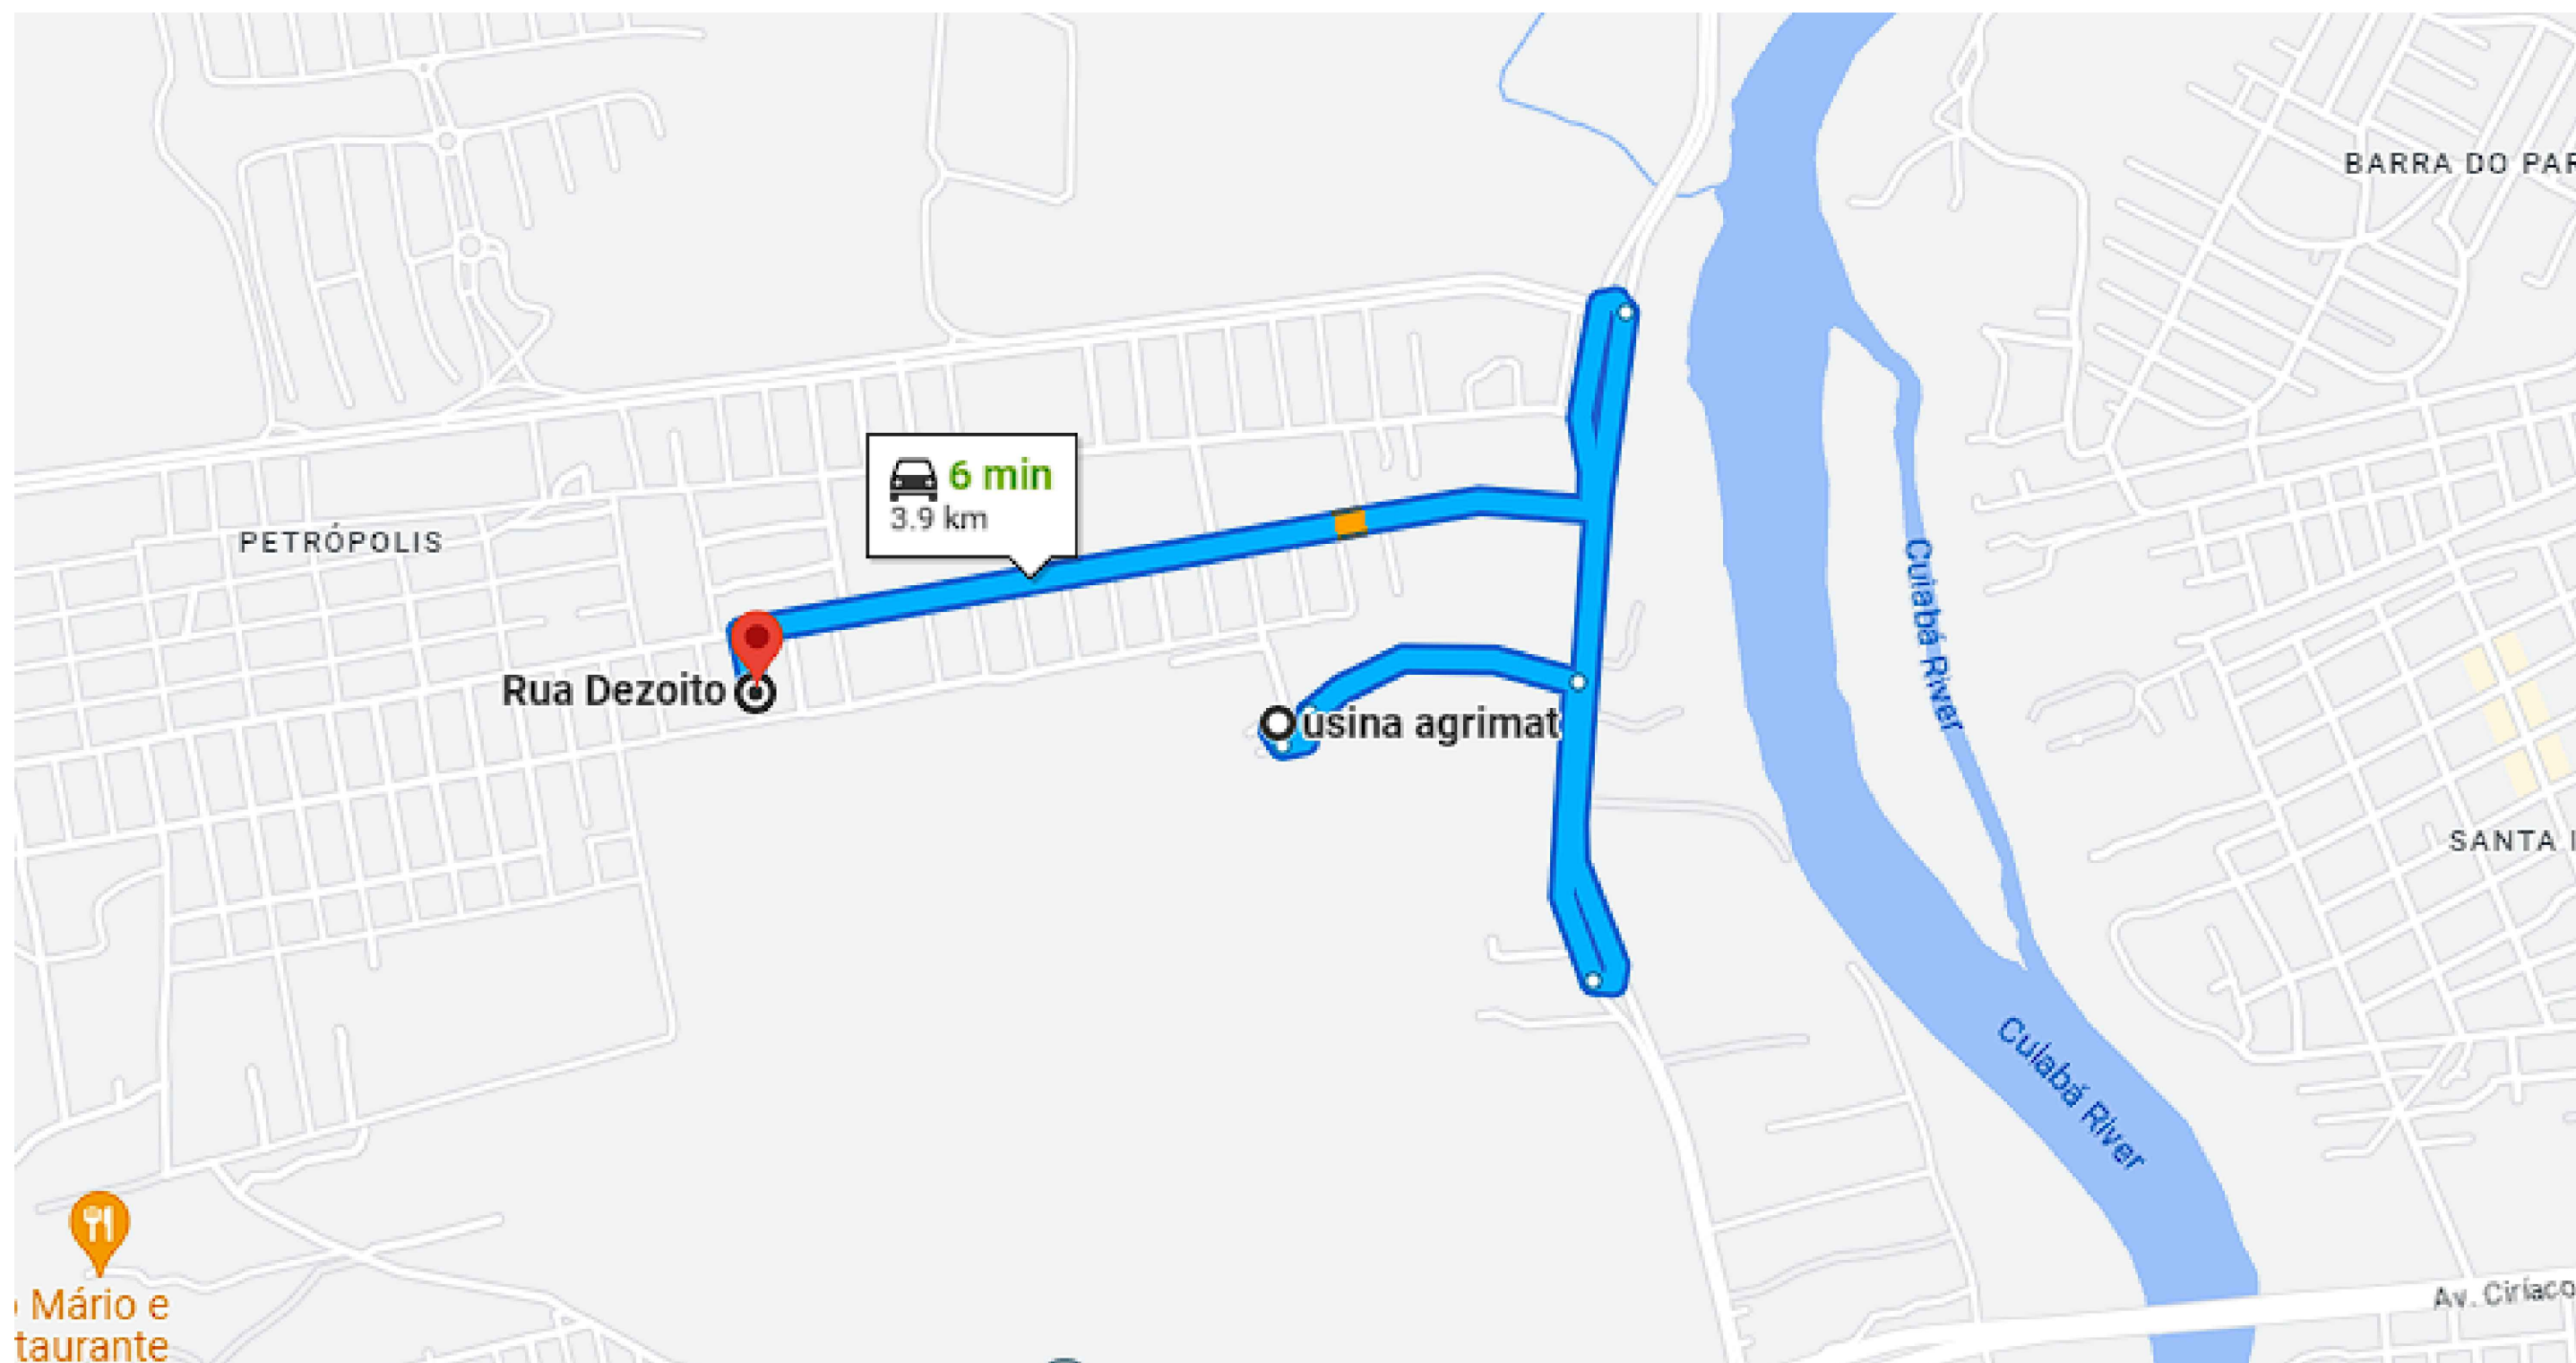 BARRA DO PAR
6 min
3.9 km
PETRÓPOLIS
Rua Dezoito
usina agrimat
Cuiabá River
SANTA
Cuiabá River
Mário e
taurante
Av. Ciríaco